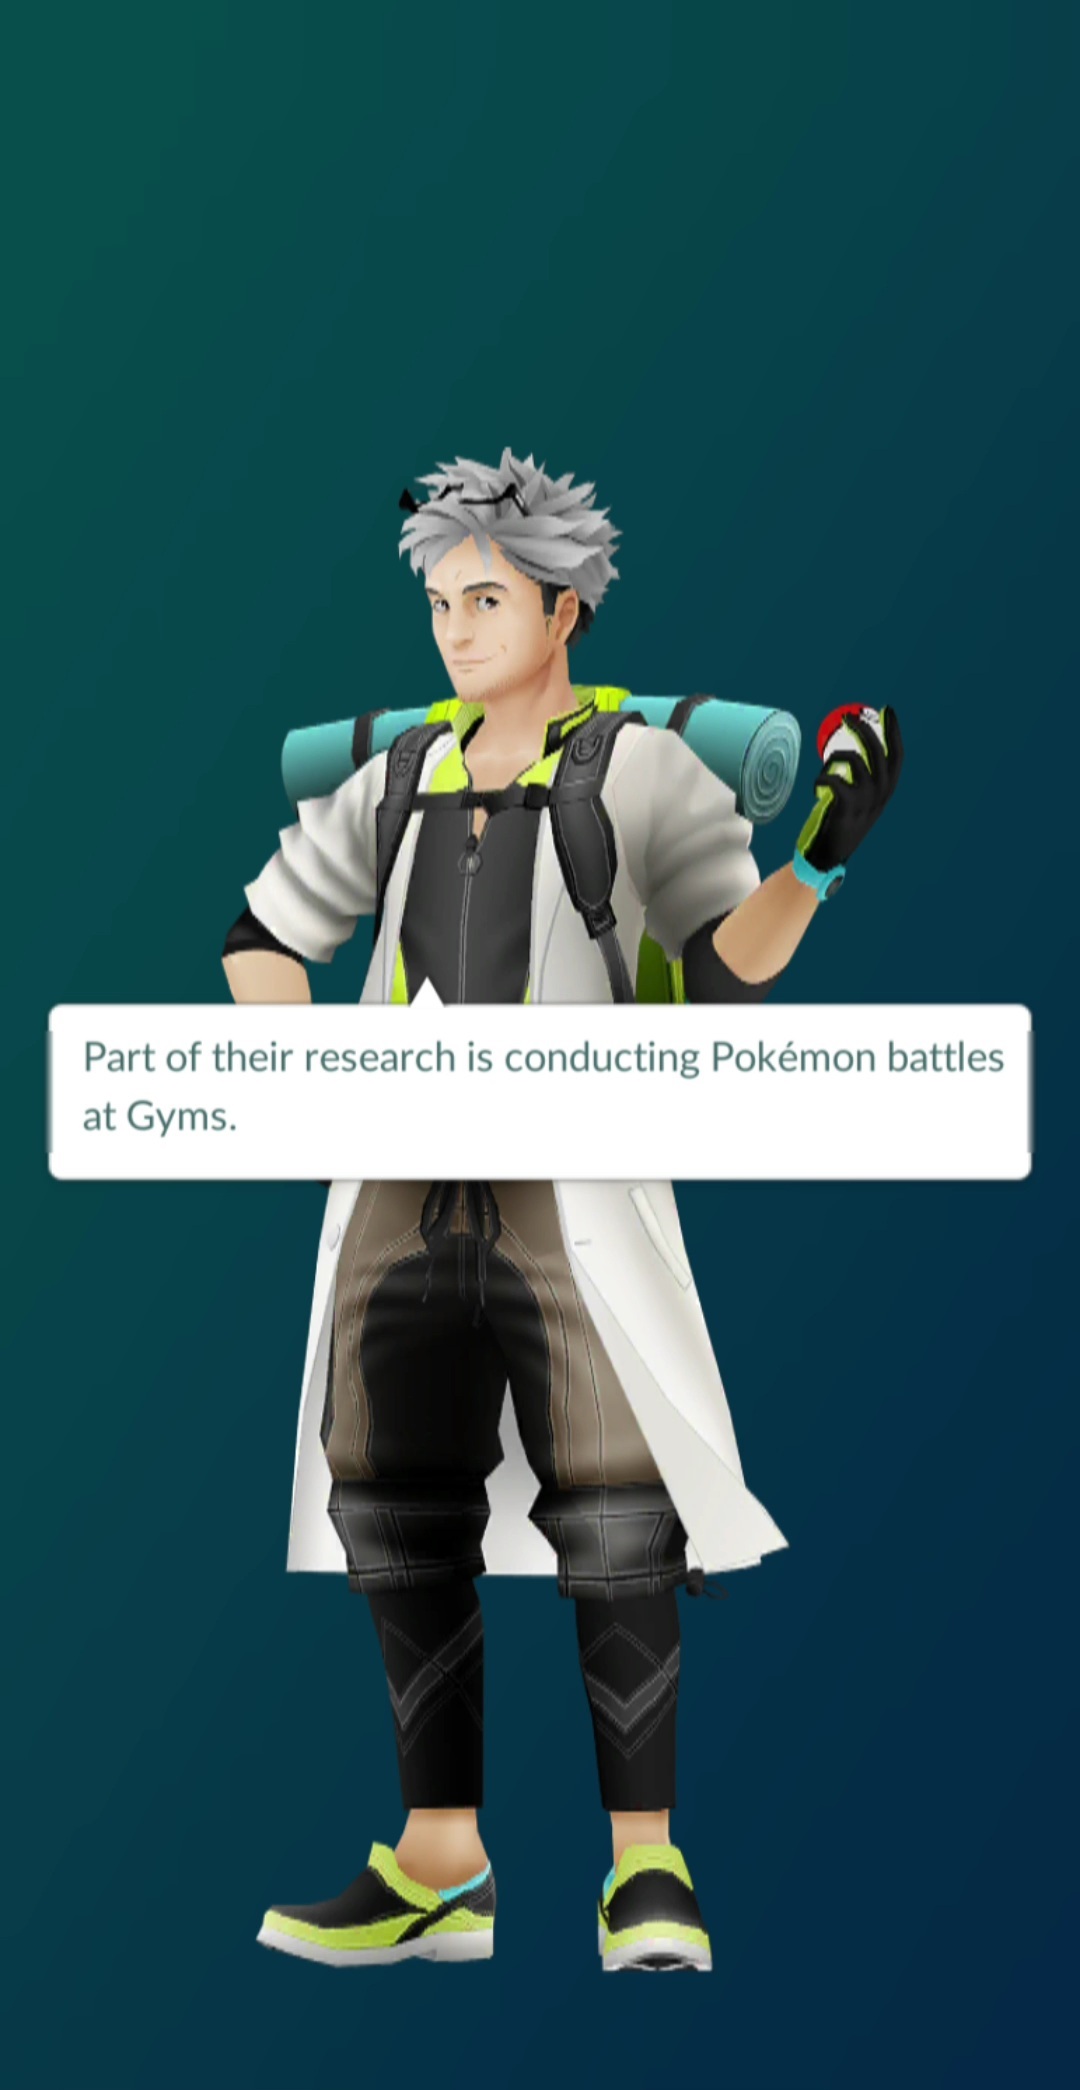 Part of their research is conducting Pokémon battles
at Gyms.